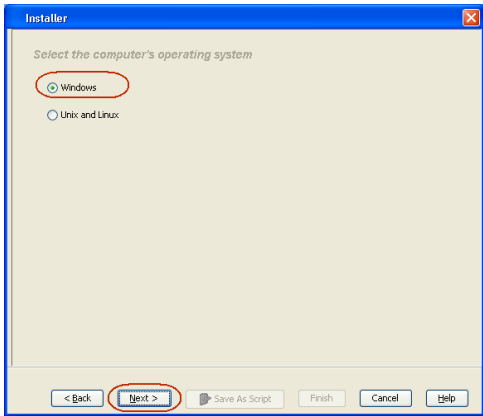 Installer
Select the computer's operating system
Windows
Unix and Linux
< Back Next > Save As Script Finish Cancel Help